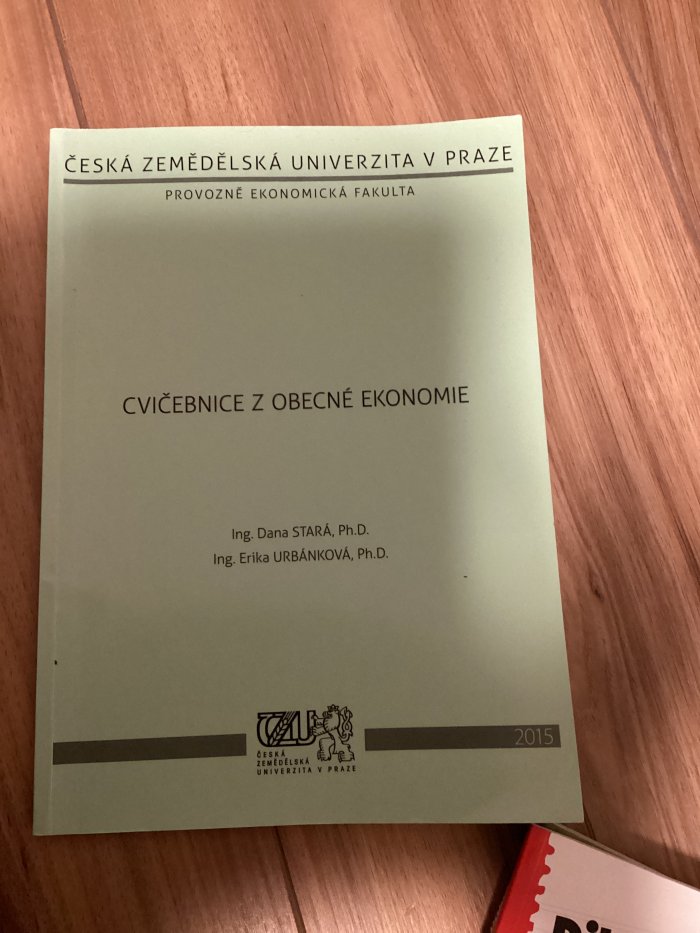 ČESKÁ ZEMĚDĚLSKÁ UNIVERZITA V PRAZE
PROVOZNĚ EKONOMICKÁ FAKULTA
CVIČEBNICE Z OBECNÉ EKONOMIE
Ing. Dana STARÁ, Ph.D.
Ing. Erika URBÁNKOVÁ, Ph.D.
ČZU
ČESKÁ
ZEMĚDĚLSKÁ
UNIVERZITA V PRAZE
2015